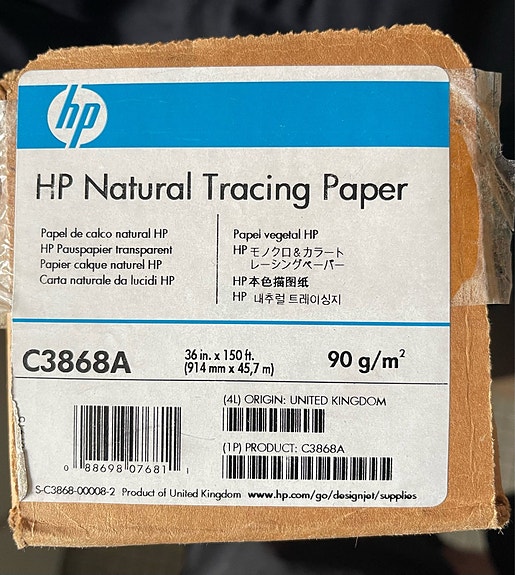 hp
HP Natural Tracing Paper
Papel de calco natural HP
HP Pauspapier transparent
Papier calque naturel HP
Carta naturale da lucidi HP
Papel vegetal HP
HP モノクロ&カラート
レーシングペーパー
HP 本色描图纸
HP 내추럴 트레이싱지
C3868A
36 in. x 150 ft.
(914 mm x 45,7 m)
90 g/m²
(4L) ORIGIN: UNITED KINGDOM
(1P) PRODUCT: C3868A
0 88698 07681 1
S-C3868-00008-2 Product of United Kingdom www.hp.com/go/designjet/supplies